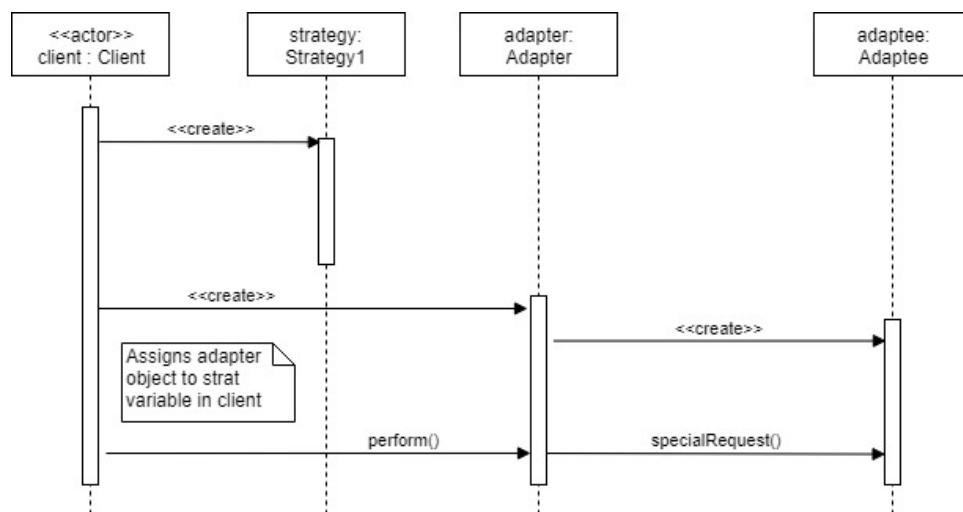 <<actor>>
client : Client
strategy:
Strategy1
adapter:
Adapter
adaptee:
Adaptee
<<create>>
<<create>>
<<create>>
Assigns adapter
object to strat
variable in client
perform()
specialRequest()